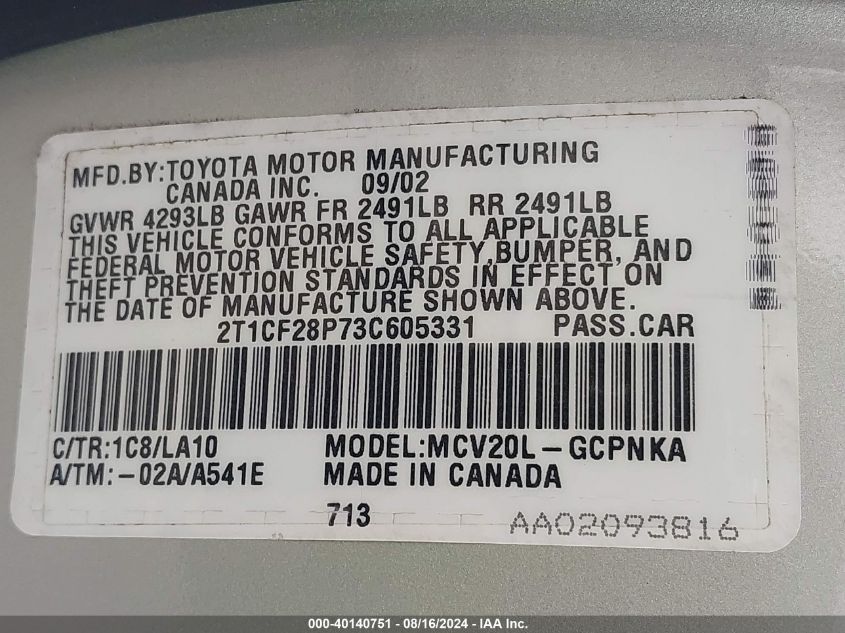 MFD.BY:TOYOTA MOTOR MANUFACTURING
CANADA INC. 09/02
GVWR 4293LB GAWR FR 2491LB RR 2491LB
THIS VEHICLE CONFORMS TO ALL APPLICABLE
FEDERAL MOTOR VEHICLE SAFETY,BUMPER, AND
THEFT PREVENTION STANDARDS IN EFFECT ON
THE DATE OF MANUFACTURE SHOWN ABOVE.
2T1CF28P73C605331 PASS.CAR
C/TR:1C8/LA10 MODEL:MCV20L-GCPNKA
A/TM:-02A/A541E MADE IN CANADA
713 AA02093816
000-40140751 - 08/16/2024 - IAA Inc.